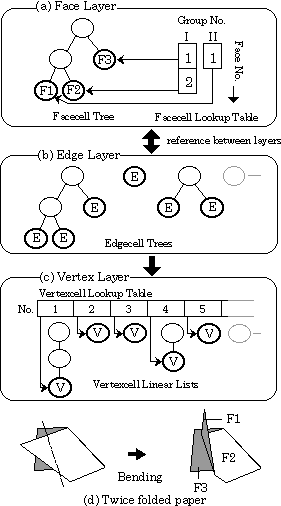 (a) Face Layer
Group No.
I II
F3 1 1
Face No.
F1 F2 2
Facecell Tree Facecell Lookup Table
reference between layers
(b) Edge Layer
E
E E E
E E
Edgecell Trees
(c) Vertex Layer
Vertexcell Lookup Table
No. 1 2 3 4 5
V V V
V
V Vertexcell Linear Lists
F1
F2
Bending F3
(d) Twice folded paper